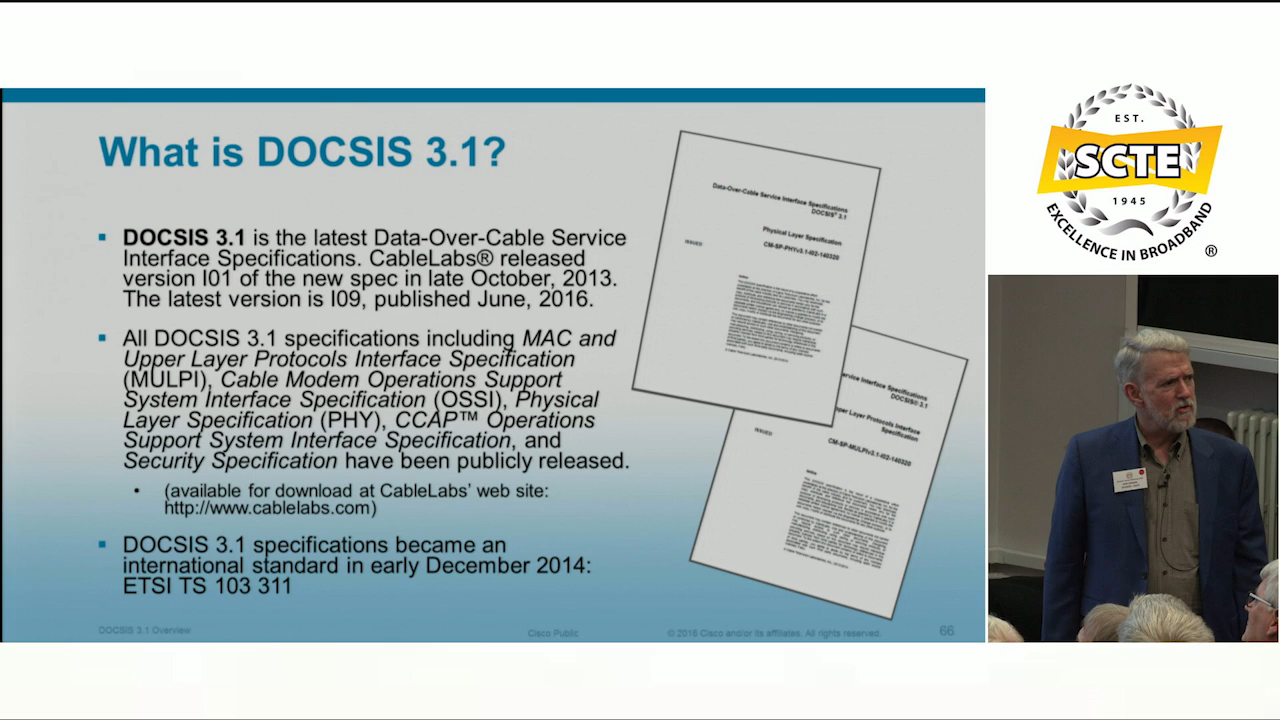 What is DOCSIS 3.1?
DOCSIS 3.1 is the latest Data-Over-Cable Service
Interface Specifications. CableLabs® released
version I01 of the new spec in late October, 2013.
The latest version is I09, published June, 2016.
All DOCSIS 3.1 specifications including MAC and
Upper Layer Protocols Interface Specification
(MULPI), Cable Modem Operations Support
System Interface Specification (OSSI), Physical
Layer Specification (PHY), CCAP™ Operations
Support System Interface Specification, and
Security Specification have been publicly released.
(available for download at CableLabs' web site:
http://www.cablelabs.com)
DOCSIS 3.1 specifications became an
international standard in early December 2014:
ETSI TS 103 311
Data-Over-Cable Service Interface Specifications
DOCSIS® 3.1
Physical Layer Specification
CM-SP-PHYv3.1-I02-140320
ISSUED
ervice Interface Specifications
DOCSIS® 3.1
per Layer Protocols Interface
Specification
CM-SP-MULPIv3.1-I02-140320
ISSUED
DOCSIS 3.1 Overview
Cisco Public
© 2016 Cisco and/or its affiliates. All rights reserved.
66
EST.
SCTE
1945
EXCELLENCE IN BROADBAND
®